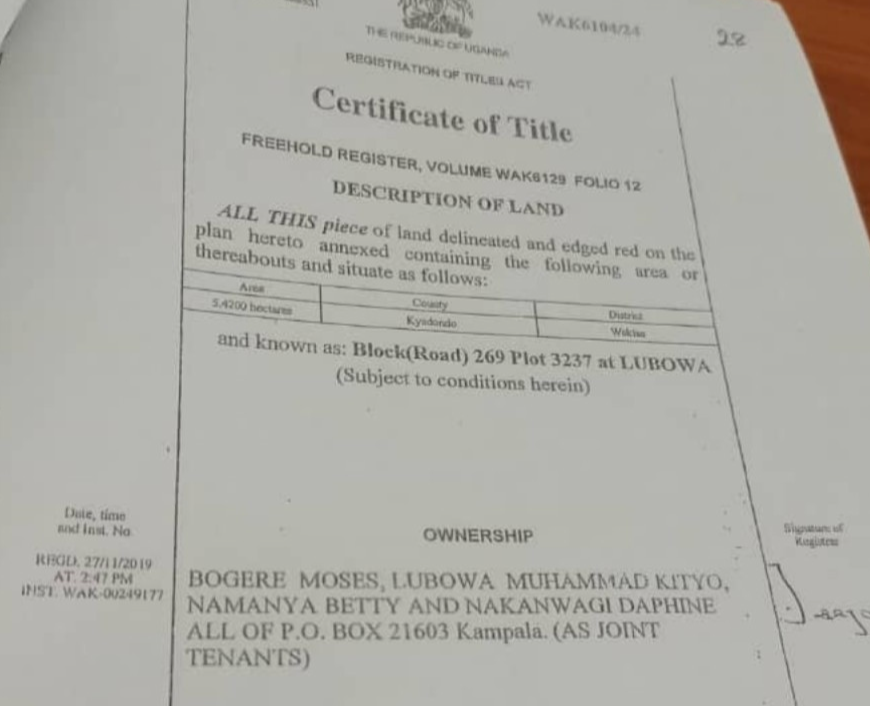 WAK6104/24
28
THE REPUBLIC OF UGANDA
REGISTRATION OF TITLES ACT
Certificate of Title
FREEHOLD REGISTER, VOLUME WAK6129 FOLIO 12
DESCRIPTION OF LAND
ALL THIS piece of land delineated and edged red on the
plan hereto annexed containing the following area or
thereabouts and situate as follows:
Area County District
5.4200 hectares Kyadondo Wakiso
and known as: Block(Road) 269 Plot 3237 at LUBOWA
(Subject to conditions herein)
Date, time
and Inst. No.
OWNERSHIP
Signature of
Registrar
REGD. 27/11/2019
AT. 2:47 PM
INST. WAK-00249177
BOGERE MOSES, LUBOWA MUHAMMAD KITYO,
NAMANYA BETTY AND NAKANWAGI DAPHINE
ALL OF P.O. BOX 21603 Kampala. (AS JOINT
TENANTS)